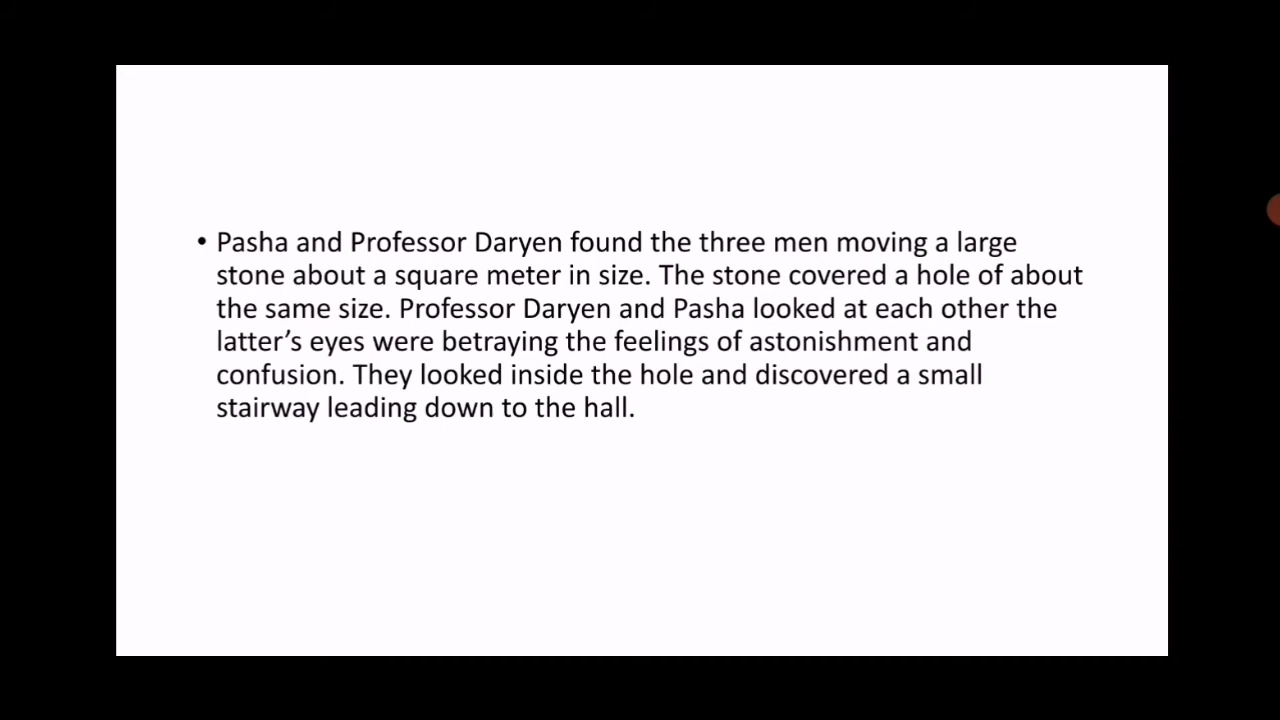 • Pasha and Professor Daryen found the three men moving a large
stone about a square meter in size. The stone covered a hole of about
the same size. Professor Daryen and Pasha looked at each other the
latter’s eyes were betraying the feelings of astonishment and
confusion. They looked inside the hole and discovered a small
stairway leading down to the hall.